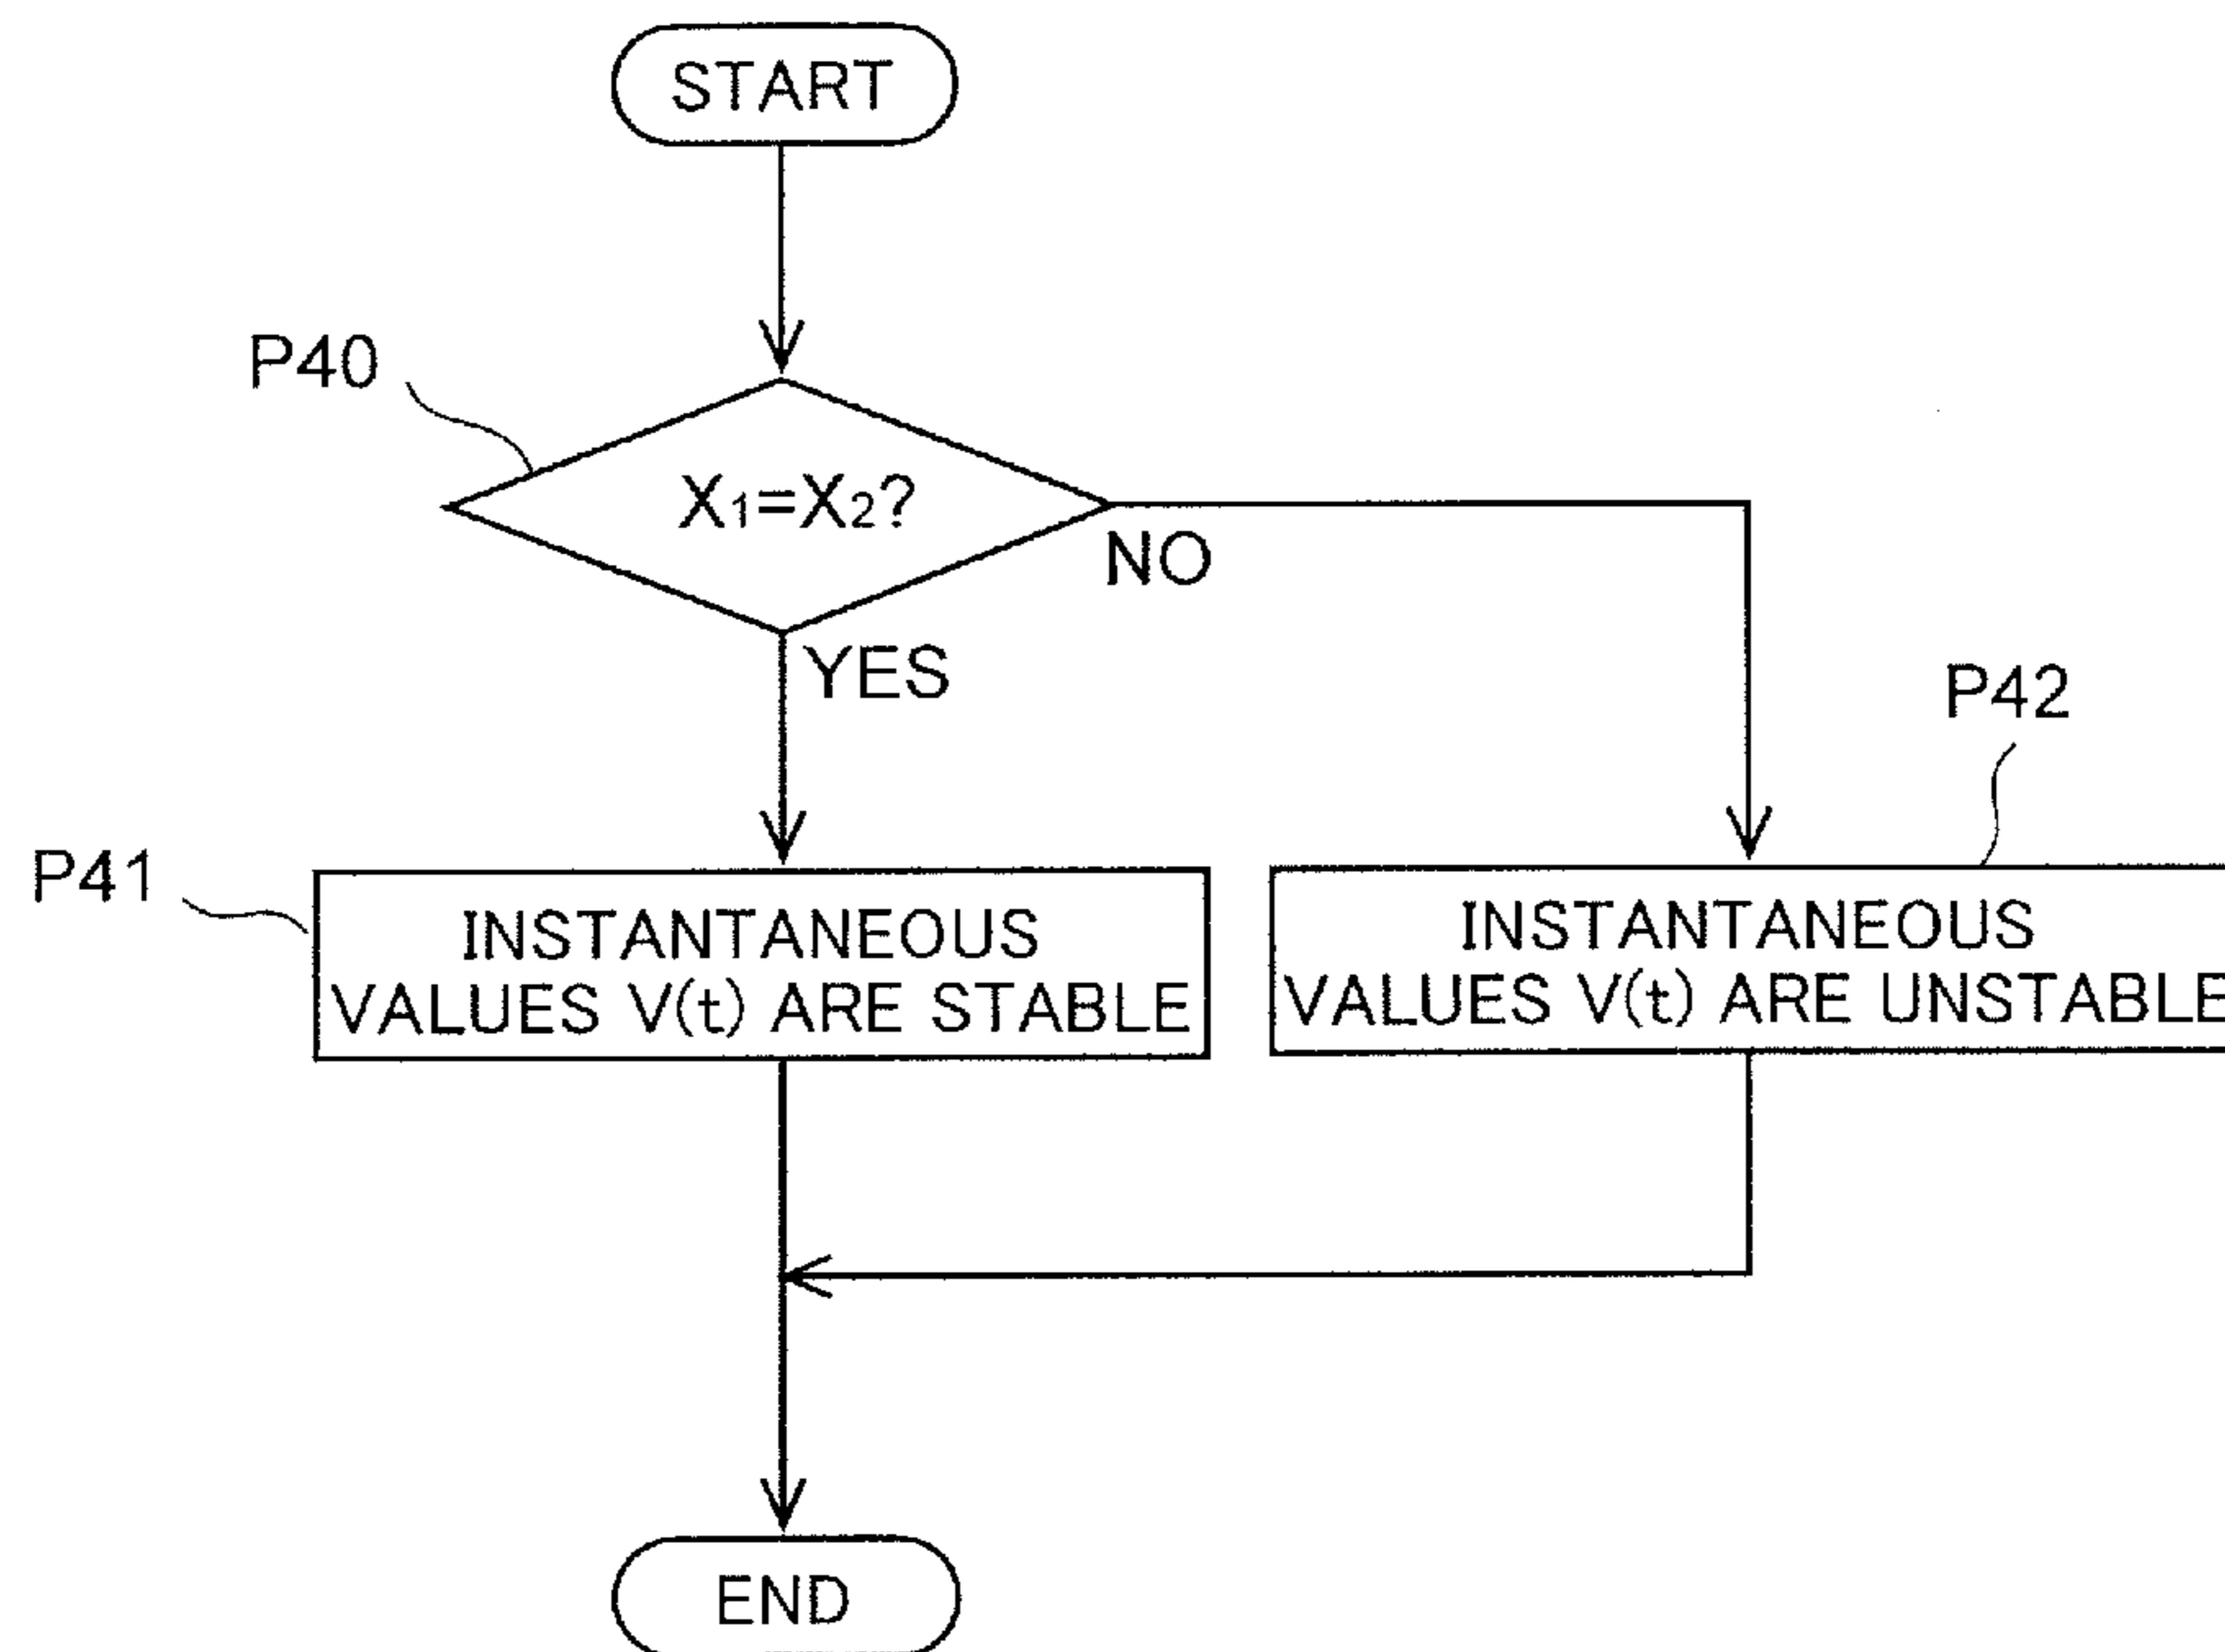 START
P40
X₁=X₂?
NO
YES
P42
P41
INSTANTANEOUS
VALUES V(t) ARE STABLE
INSTANTANEOUS
VALUES V(t) ARE UNSTABLE
END